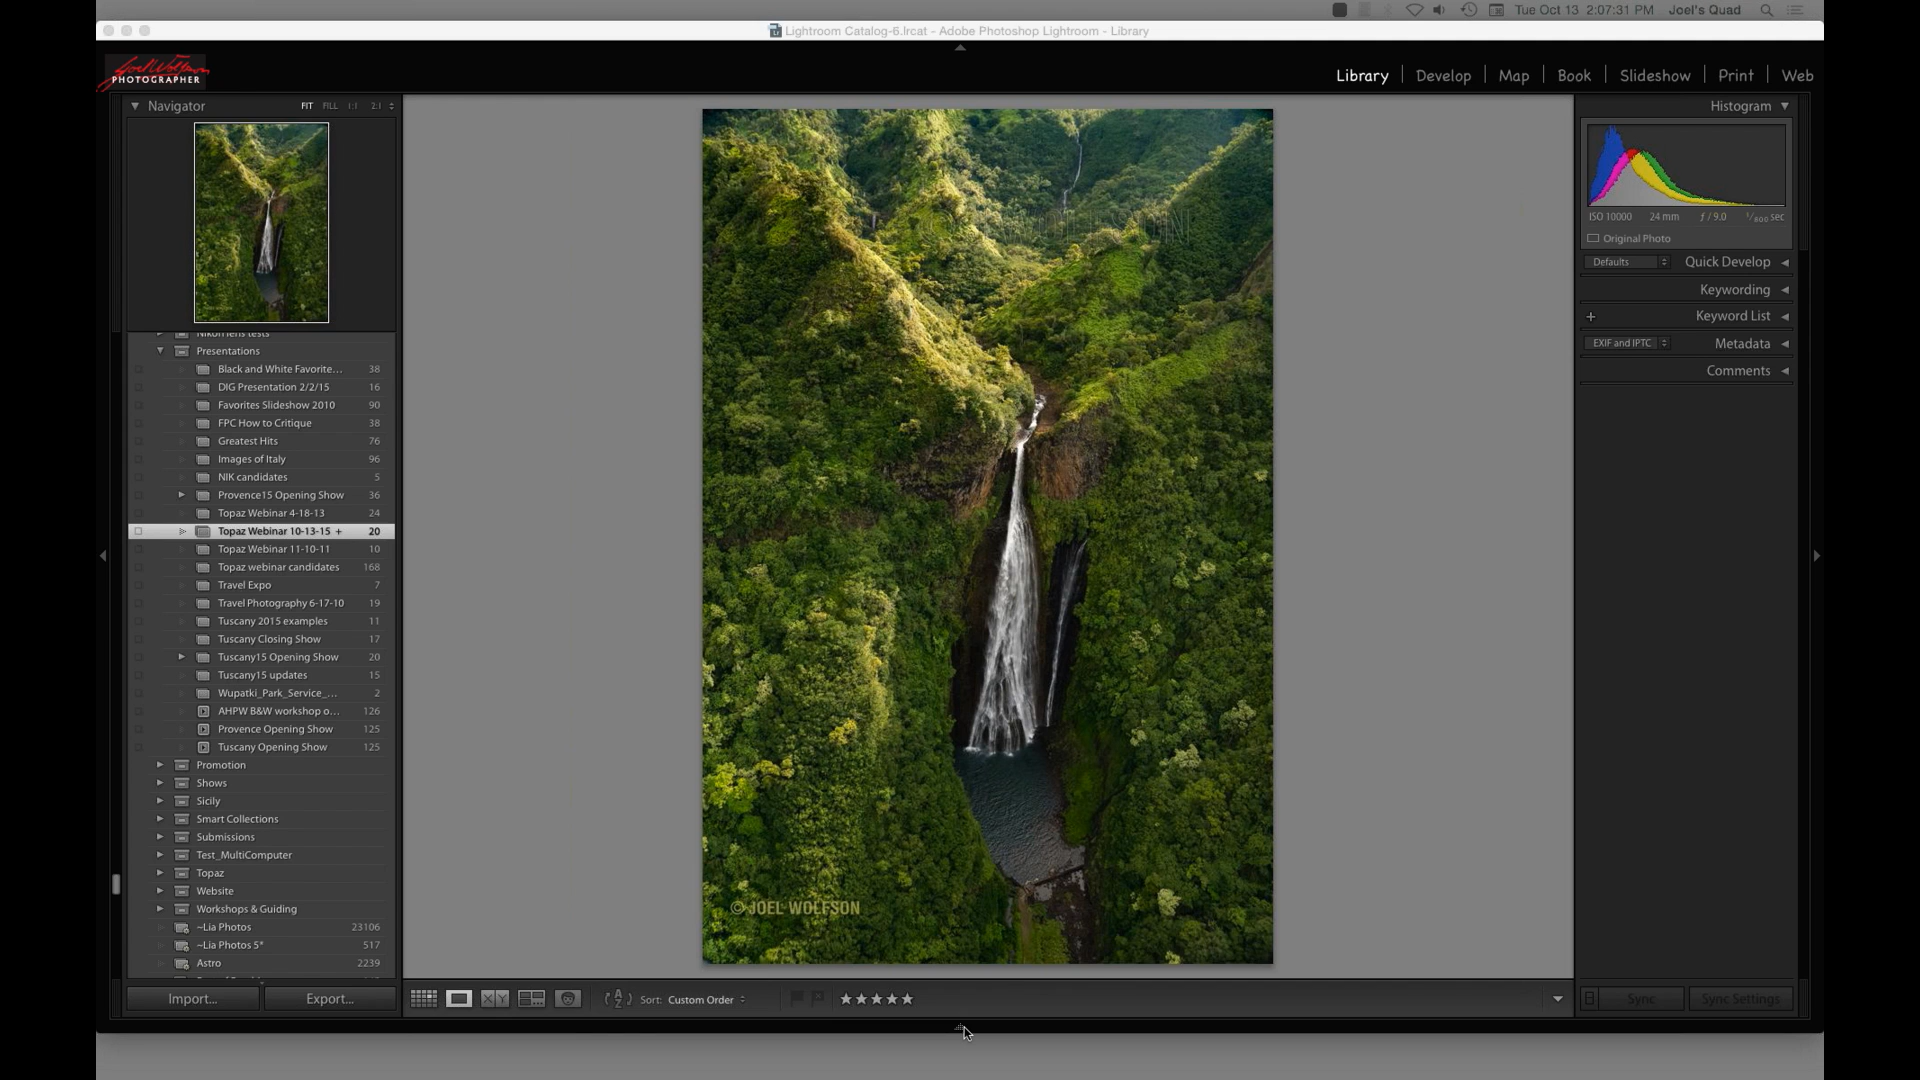 Tue Oct 13 2:07:31 PM Joel's Quad
Lightroom Catalog-6.lrcat - Adobe Photoshop Lightroom - Library
Joel Wolfson
PHOTOGRAPHER
Library Develop Map Book Slideshow Print Web
Navigator FIT FILL 1:1 2:1
Histogram
ISO 10000 24 mm ƒ / 9.0 1/800 sec
Original Photo
Defaults Quick Develop
Keywording
+ Keyword List
EXIF and IPTC Metadata
Comments
Nikon lens tests
Presentations
Black and White Favorite... 38
DIG Presentation 2/2/15 16
Favorites Slideshow 2010 90
FPC How to Critique 38
Greatest Hits 76
Images of Italy 96
NIK candidates 5
Provence15 Opening Show 36
Topaz Webinar 4-18-13 24
Topaz Webinar 10-13-15 + 20
Topaz Webinar 11-10-11 10
Topaz webinar candidates 168
Travel Expo 7
Travel Photography 6-17-10 19
Tuscany 2015 examples 11
Tuscany Closing Show 17
Tuscany15 Opening Show 20
Tuscany15 updates 15
Wupatki_Park_Service_... 2
AHPW B&W workshop o... 126
Provence Opening Show 125
Tuscany Opening Show 125
Promotion
Shows
Sicily
Smart Collections
Submissions
Test_MultiComputer
Topaz
Website
Workshops & Guiding
~Lia Photos 23106
~Lia Photos 5* 517
Astro 2239
© JOEL WOLFSON
Import... Export...
X Y
Sort: Custom Order
Sync Sync Settings